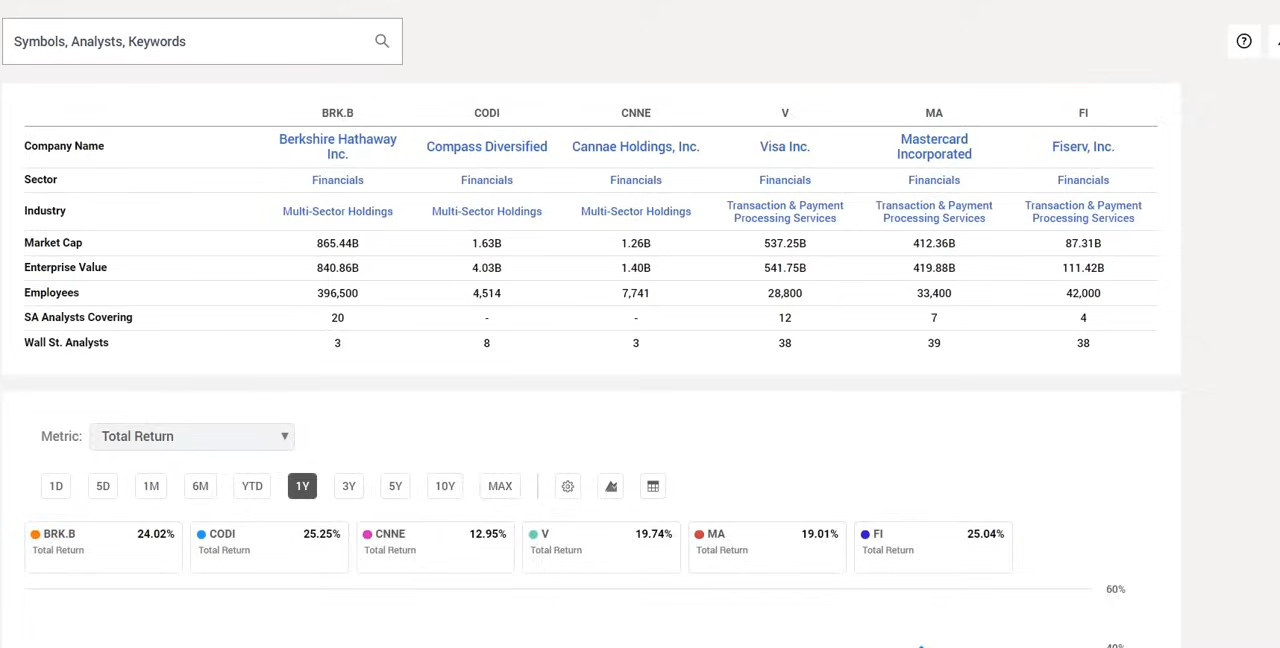 Symbols, Analysts, Keywords
BRK.B CODI CNNE V MA FI
Company Name Berkshire Hathaway Inc. Compass Diversified Cannae Holdings, Inc. Visa Inc. Mastercard Incorporated Fiserv, Inc.
Sector Financials Financials Financials Financials Financials Financials
Industry Multi-Sector Holdings Multi-Sector Holdings Multi-Sector Holdings Transaction & Payment Processing Services Transaction & Payment Processing Services Transaction & Payment Processing Services
Market Cap 865.44B 1.63B 1.26B 537.25B 412.36B 87.31B
Enterprise Value 840.86B 4.03B 1.40B 541.75B 419.88B 111.42B
Employees 396,500 4,514 7,741 28,800 33,400 42,000
SA Analysts Covering 20 - - 12 7 4
Wall St. Analysts 3 8 3 38 39 38
Metric: Total Return
1D 5D 1M 6M YTD 1Y 3Y 5Y 10Y MAX
BRK.B 24.02% CODI 25.25% CNNE 12.95% V 19.74% MA 19.01% FI 25.04%
Total Return Total Return Total Return Total Return Total Return Total Return
60%